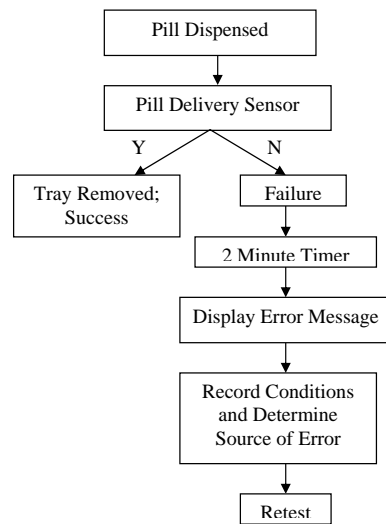 Pill Dispensed
Pill Delivery Sensor
Y
N
Tray Removed;
Success
Failure
2 Minute Timer
Display Error Message
Record Conditions
and Determine
Source of Error
Retest